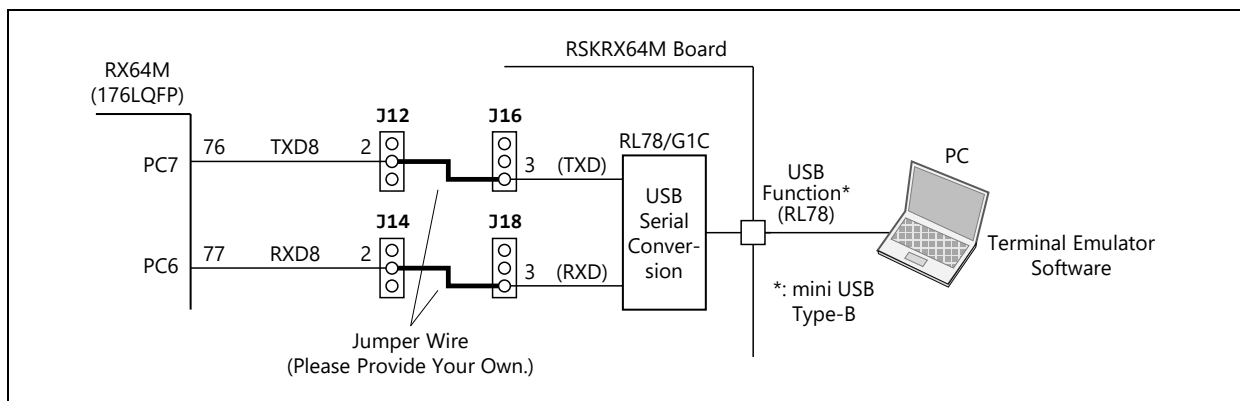 RSKRX64M Board
RX64M
(176LQFP)
J12
J16
RL78/G1C
PC
PC7
76
TXD8
2
3
(TXD)
USB
Serial
Conver-
sion
USB
Function*
(RL78)
J14
J18
PC6
77
RXD8
2
3
(RXD)
Terminal Emulator
Software
*: mini USB
Type-B
Jumper Wire
(Please Provide Your Own.)